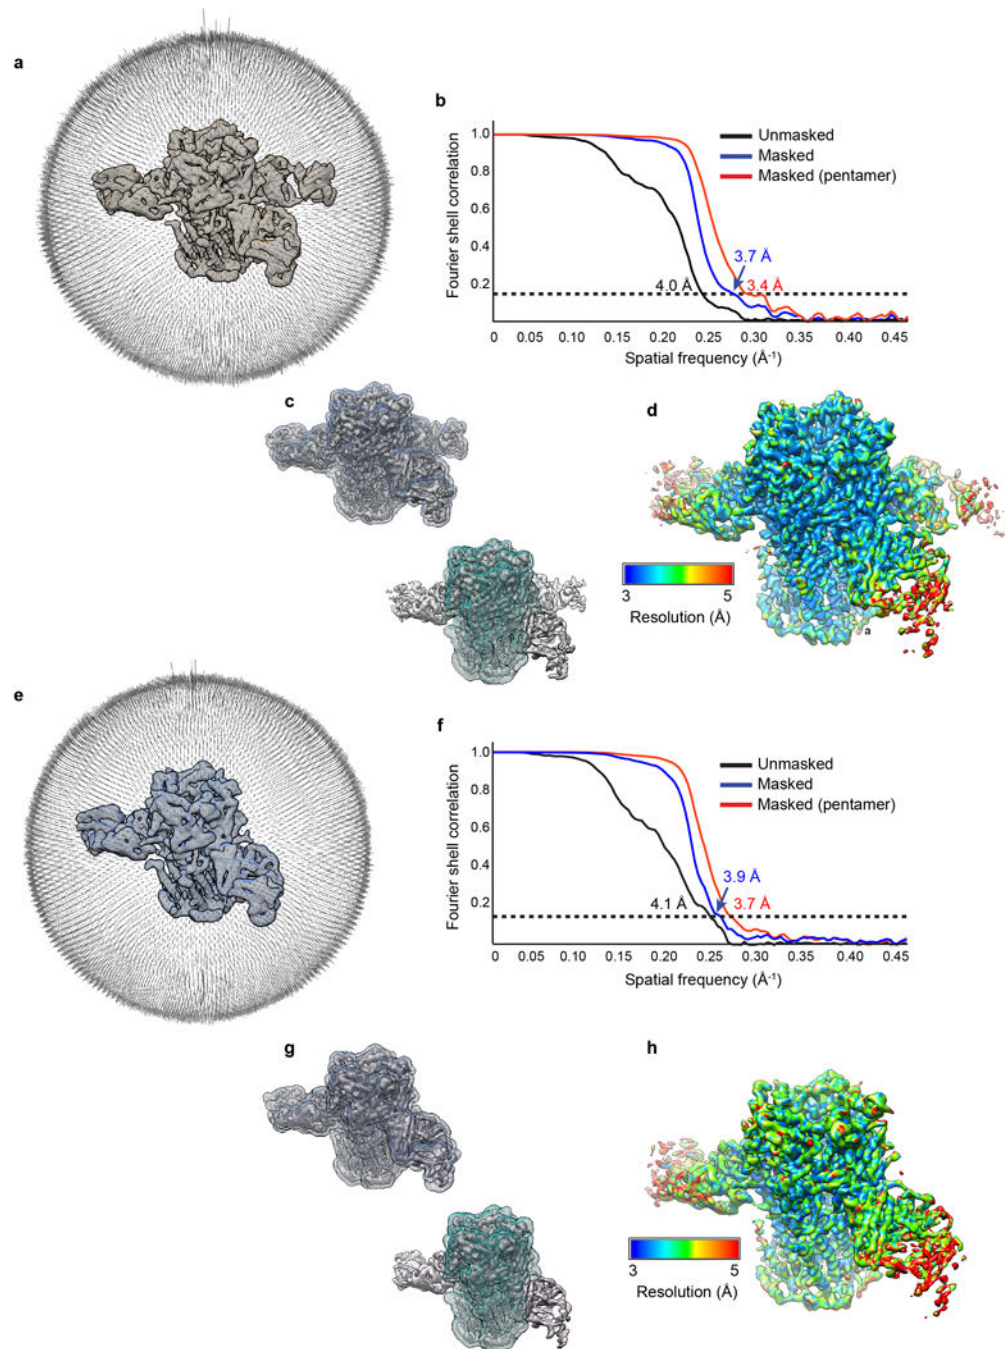 a
b
Fourier shell correlation
1.0
0.8
0.6
0.4
0.2
Unmasked
Masked
Masked (pentamer)
3.7 Å
4.0 Å
3.4 Å
0 0.05 0.10 0.15 0.20 0.25 0.30 0.35 0.40 0.45
Spatial frequency (Å⁻¹)
c
d
3 5
Resolution (Å)
a
e
f
Fourier shell correlation
1.0
0.8
0.6
0.4
0.2
Unmasked
Masked
Masked (pentamer)
3.9 Å
4.1 Å
3.7 Å
0 0.05 0.10 0.15 0.20 0.25 0.30 0.35 0.40 0.45
Spatial frequency (Å⁻¹)
g
h
3 5
Resolution (Å)